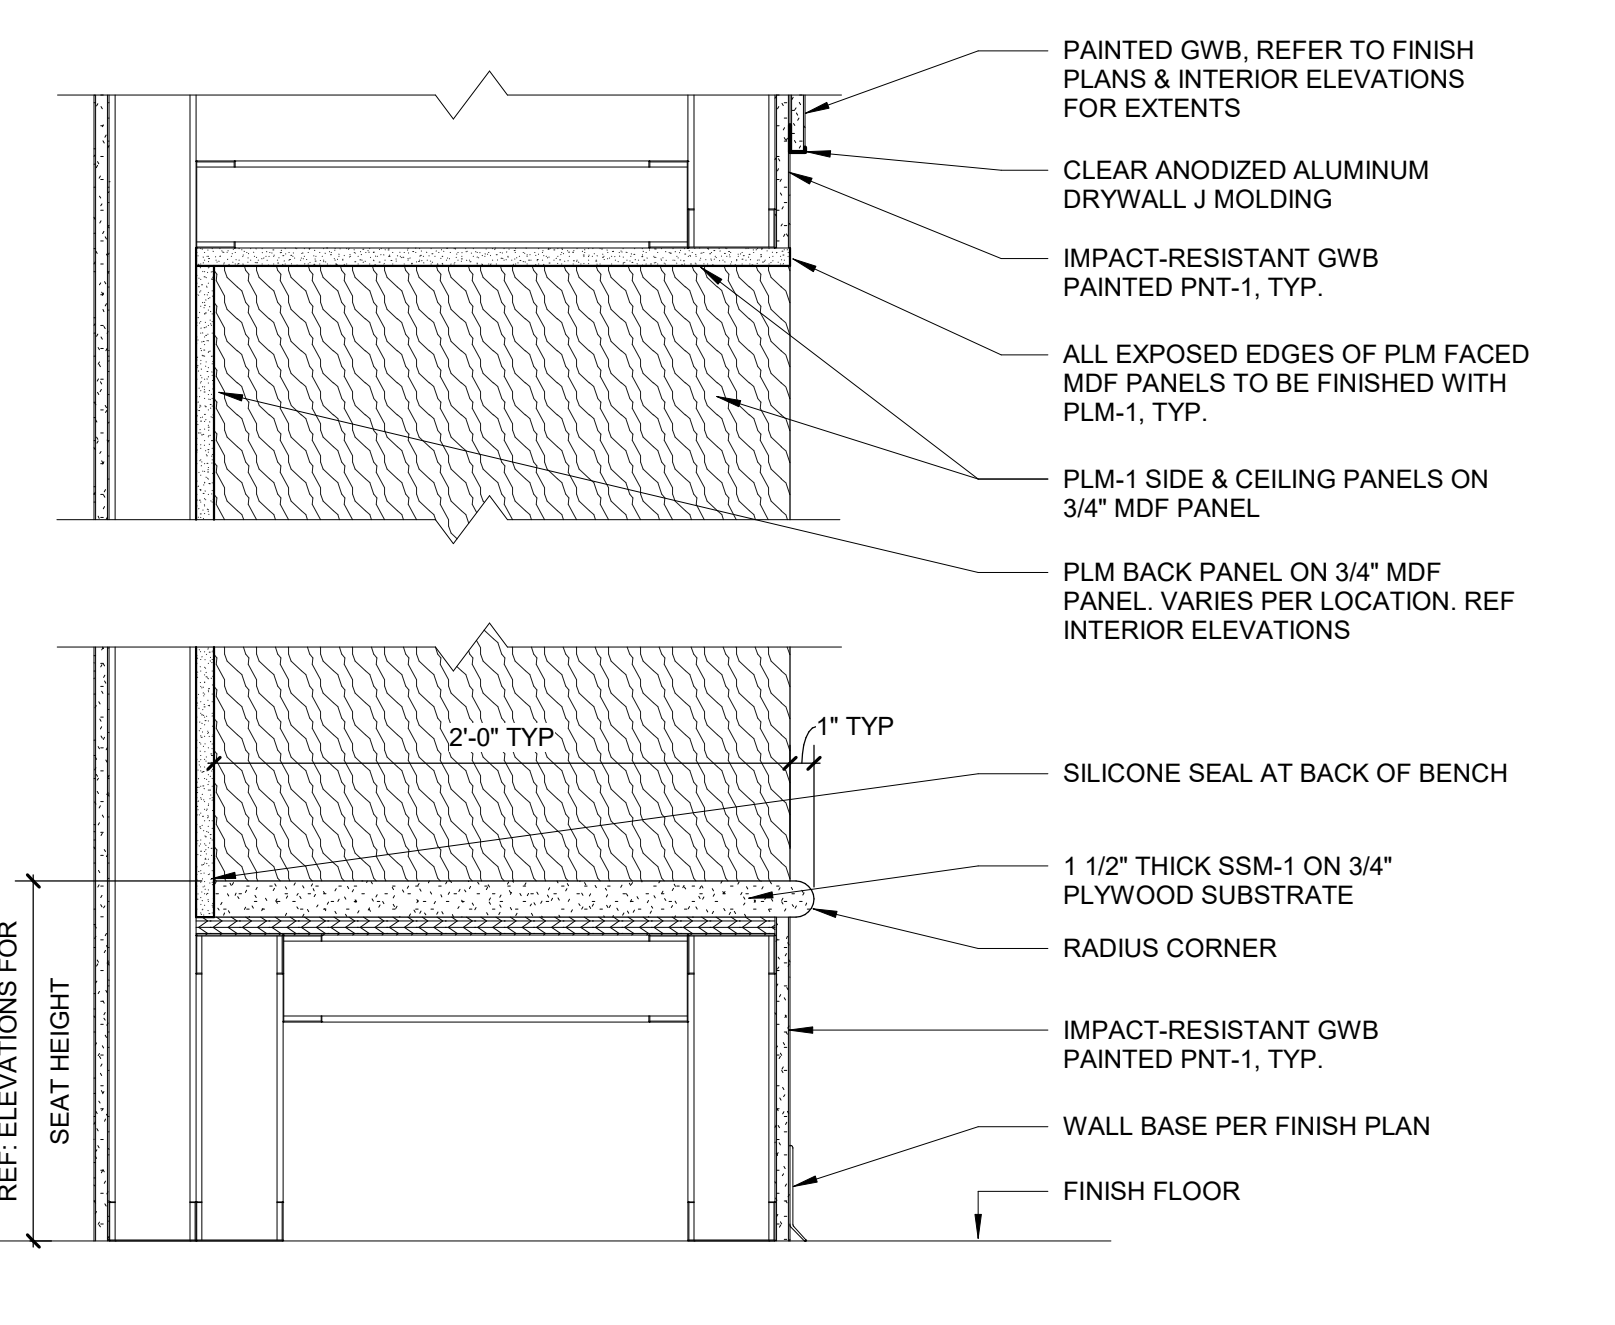 PAINTED GWB, REFER TO FINISH
PLANS & INTERIOR ELEVATIONS
FOR EXTENTS
CLEAR ANODIZED ALUMINUM
DRYWALL J MOLDING
IMPACT-RESISTANT GWB
PAINTED PNT-1, TYP.
ALL EXPOSED EDGES OF PLM FACED
MDF PANELS TO BE FINISHED WITH
PLM-1, TYP.
PLM-1 SIDE & CEILING PANELS ON
3/4" MDF PANEL
PLM BACK PANEL ON 3/4" MDF
PANEL. VARIES PER LOCATION. REF
INTERIOR ELEVATIONS
2'-0" TYP
1" TYP
SILICONE SEAL AT BACK OF BENCH
1 1/2" THICK SSM-1 ON 3/4"
PLYWOOD SUBSTRATE
RADIUS CORNER
REF: ELEVATIONS FOR
SEAT HEIGHT
IMPACT-RESISTANT GWB
PAINTED PNT-1, TYP.
WALL BASE PER FINISH PLAN
FINISH FLOOR